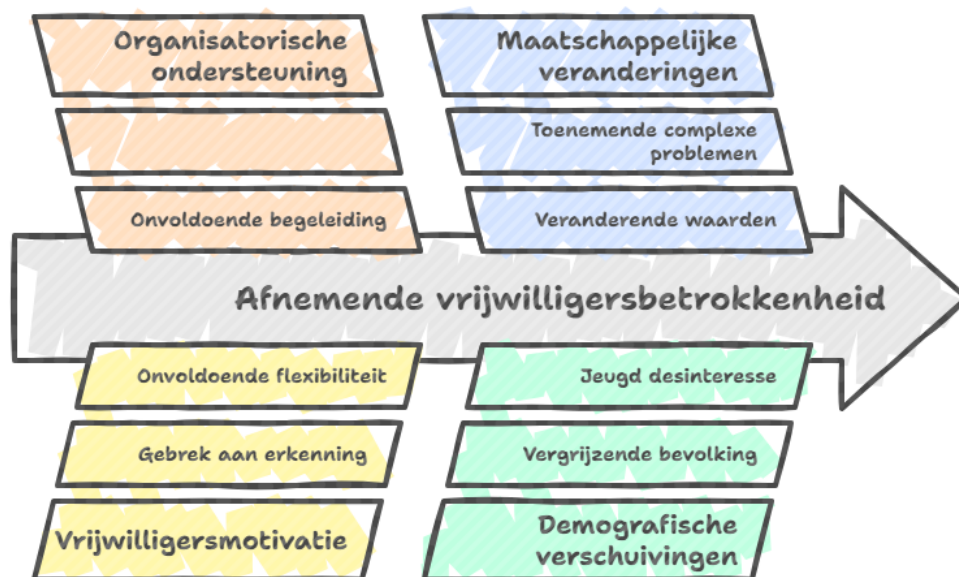 Organisatorische
ondersteuning
Onvoldoende begeleiding
Maatschappelijke
veranderingen
Toenemende complexe
problemen
Veranderende waarden
Afnemende vrijwilligersbetrokkenheid
Onvoldoende flexibiliteit
Gebrek aan erkenning
Vrijwilligersmotivatie
Jeugd desinteresse
Vergrijzende bevolking
Demografische
verschuivingen